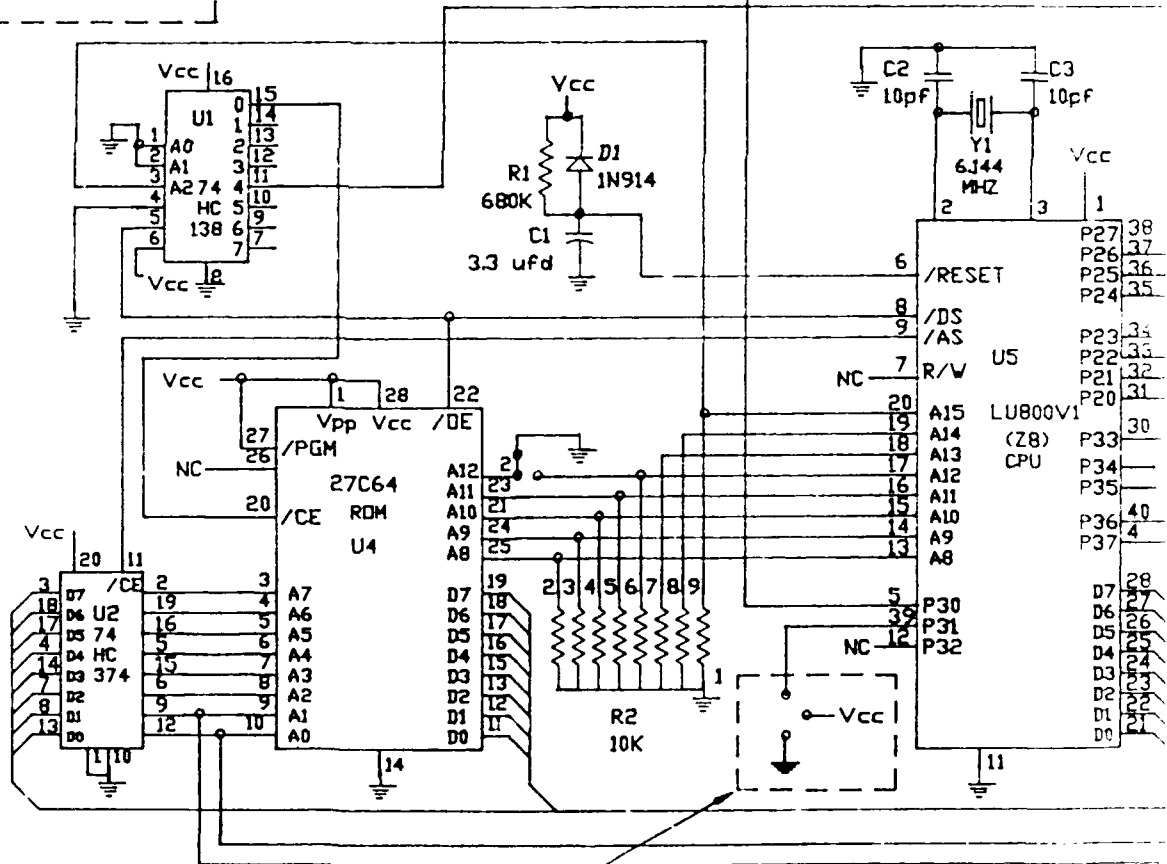 Vcc
16
U1
15
0
14
1
13
2
12
3
11
4
10
5
9
6
7
7
1
A0
2
A1
3
A2
74
4
HC
5
138
6
Vcc
8
Vcc
R1
680K
D1
1N914
C1
3.3 ufd
C2
10pf
C3
10pf
Y1
6.144
MHZ
Vcc
2
3
1
6
/RESET
8
/DS
9
/AS
7
R/W
NC
U5
LU800V1
(Z8)
CPU
20
A15
19
A14
18
A13
17
A12
16
A11
15
A10
14
A9
13
A8
5
P30
39
P31
12
P32
NC
11
P27
38
P26
37
P25
36
P24
35
P23
34
P22
33
P21
32
P20
31
P33
30
P34
P35
P36
40
P37
4
D7
28
D6
27
D5
26
D4
25
D3
24
D2
23
D1
22
D0
21
Vcc
1
28
22
Vpp
Vcc
/OE
27
/PGM
26
NC
20
/CE
27C64
ROM
U4
A12
2
A11
23
A10
21
A9
24
A8
25
3
A7
4
A6
5
A5
6
A4
7
A3
8
A2
9
A1
10
A0
D7
19
D6
18
D5
17
D4
16
D3
15
D2
13
D1
12
D0
11
14
Vcc
20
11
/CE
3
D7
2
18
D6
19
17
D5
16
4
D4
5
14
D3
15
7
D2
6
8
D1
9
13
D0
12
U2
74
HC
374
1
10
2
3
4
5
6
7
8
9
1
R2
10K
Vcc